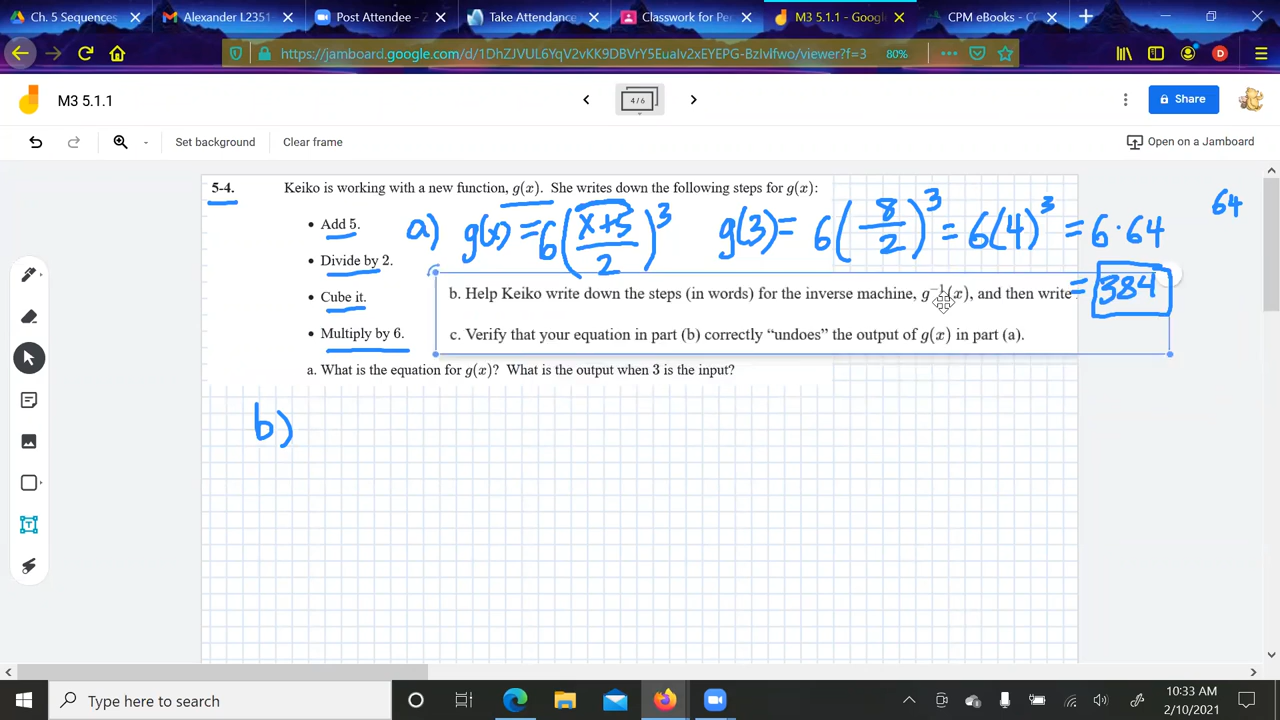 Ch. 5 Sequences
Alexander L2351
Post Attendee - Z
Take Attendance
Classwork for Per
M3 5.1.1 - Googl
CPM eBooks - C
https://jamboard.google.com/d/1DhZJVUL6YqV2vKK9DBVrY5EuaIv2xEYEPG-BzIvlfwo/viewer?f=3
80%
D
M3 5.1.1
4/6
Share
Set background
Clear frame
Open on a Jamboard
5-4. Keiko is working with a new function, g(x). She writes down the following steps for g(x):
• Add 5.
• Divide by 2.
• Cube it.
• Multiply by 6.
a) g(x) = 6((x+5)/2)³ g(3) = 6(8/2)³ = 6(4)³ = 6·64
64
= 384
b. Help Keiko write down the steps (in words) for the inverse machine, g⁻¹(x), and then write
c. Verify that your equation in part (b) correctly “undoes” the output of g(x) in part (a).
a. What is the equation for g(x)? What is the output when 3 is the input?
b)
Type here to search
10:33 AM
2/10/2021